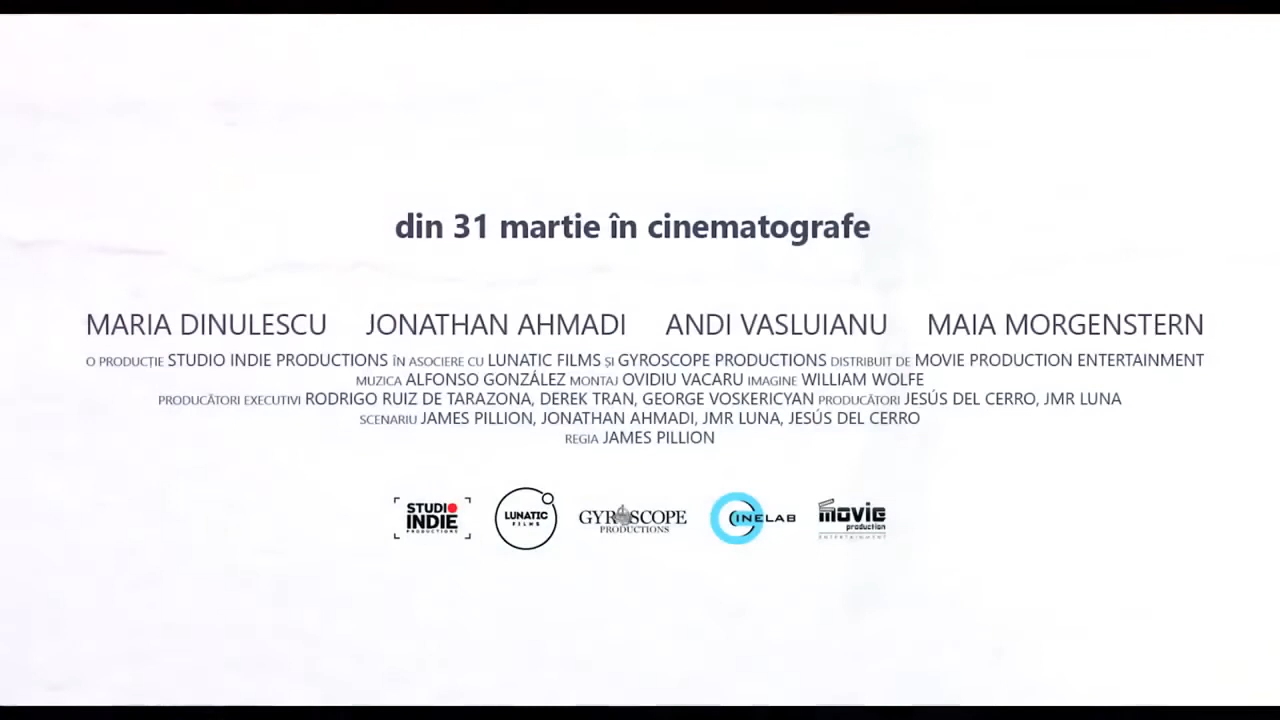 din 31 martie în cinematografe
MARIA DINULESCU JONATHAN AHMADI ANDI VASLUIANU MAIA MORGENSTERN
O PRODUCȚIE STUDIO INDIE PRODUCTIONS ÎN ASOCIERE CU LUNATIC FILMS ȘI GYROSCOPE PRODUCTIONS DISTRIBUIT DE MOVIE PRODUCTION ENTERTAINMENT
MUZICA ALFONSO GONZÁLEZ MONTAJ OVIDIU VACARU IMAGINE WILLIAM WOLFE
PRODUCĂTORI EXECUTIVI RODRIGO RUIZ DE TARAZONA, DEREK TRAN, GEORGE VOSKERICYAN PRODUCĂTORI JESÚS DEL CERRO, JMR LUNA
SCENARIU JAMES PILLION, JONATHAN AHMADI, JMR LUNA, JESÚS DEL CERRO
REGIA JAMES PILLION
STUDIO
INDIE
PRODUCTIONS
LUNATIC
FILMS
GYROSCOPE
PRODUCTIONS
CINELAB
movie
production
ENTERTAINMENT